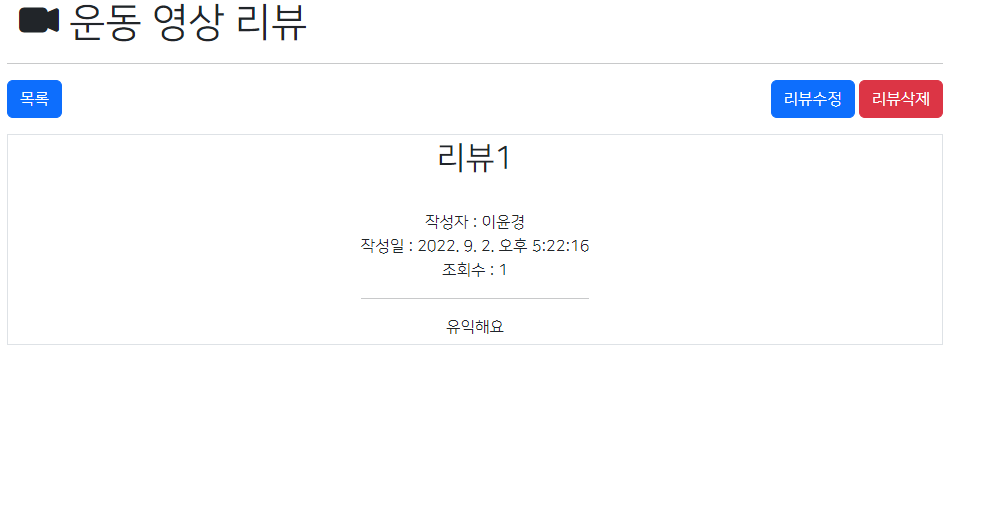 운동 영상 리뷰
목록
리뷰수정
리뷰삭제
리뷰1
작성자 : 이윤경
작성일 : 2022. 9. 2. 오후 5:22:16
조회수 : 1
유익해요